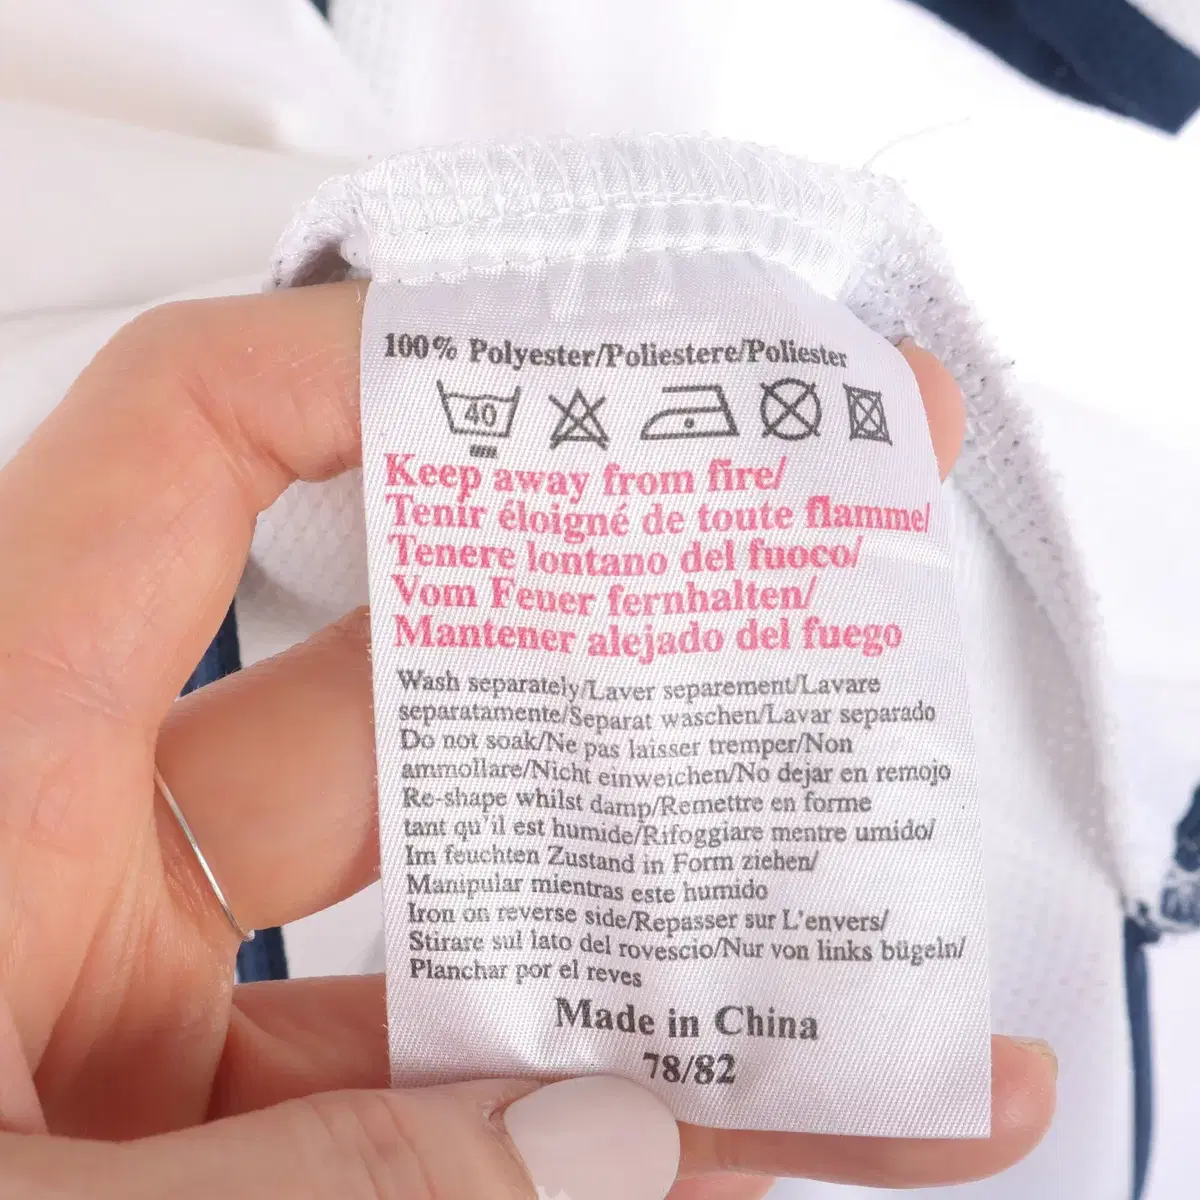 100% Polyester/Poliestere/Poliester
40
Keep away from fire/
Tenir éloigné de toute flamme/
Tenere lontano del fuoco/
Vom Feuer fernhalten/
Mantener alejado del fuego
Wash separately/Laver separement/Lavare
separatamente/Separat waschen/Lavar separado
Do not soak/Ne pas laisser tremper/Non
ammollare/Nicht einweichen/No dejar en remojo
Re-shape whilst damp/Remettre en forme
tant qu'il est humide/Rifoggiare mentre umido/
Im feuchten Zustand in Form ziehen/
Manipular mientras este humido
Iron on reverse side/Repasser sur L'envers/
Stirare sul lato del rovescio/Nur von links bügeln/
Planchar por el reves
Made in China
78/82